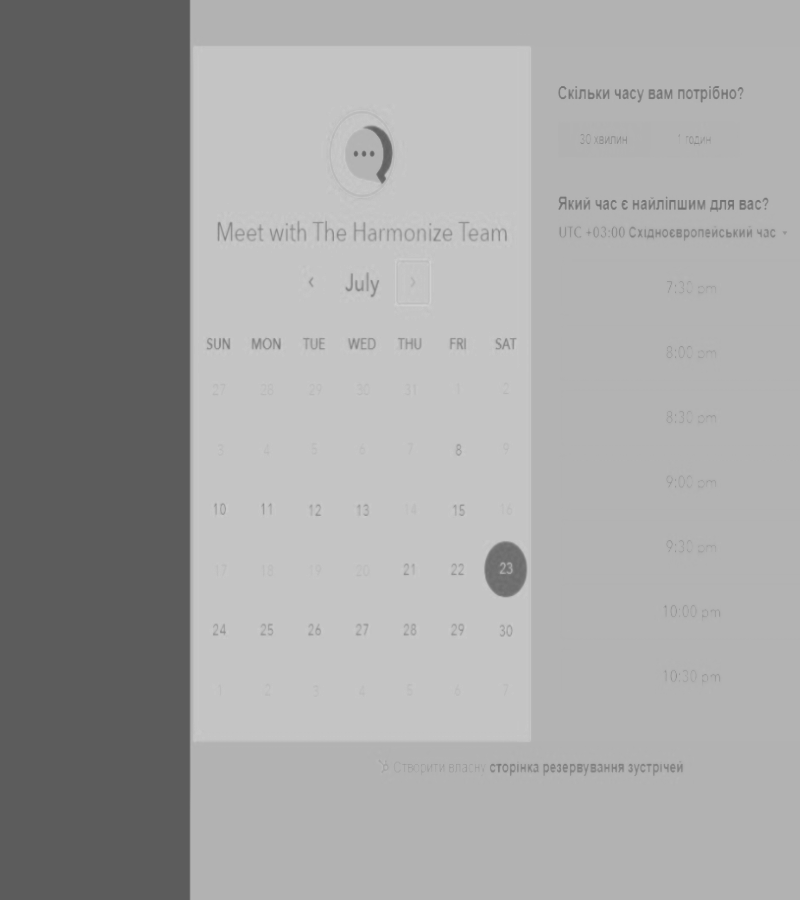 Meet with The Harmonize Team
‹ July ›
SUN MON TUE WED THU FRI SAT
27 28 29 30 31 1 2
3 4 5 6 7 8 9
10 11 12 13 14 15 16
17 18 19 20 21 22 23
24 25 26 27 28 29 30
1 2 3 4 5 6 7
Скільки часу вам потрібно?
30 хвилин 1 годин
Який час є найліпшим для вас?
UTC +03:00 Східноєвропейський час
7:30 pm
8:00 pm
8:30 pm
9:00 pm
9:30 pm
10:00 pm
10:30 pm
Створити власну сторінка резервування зустрічей